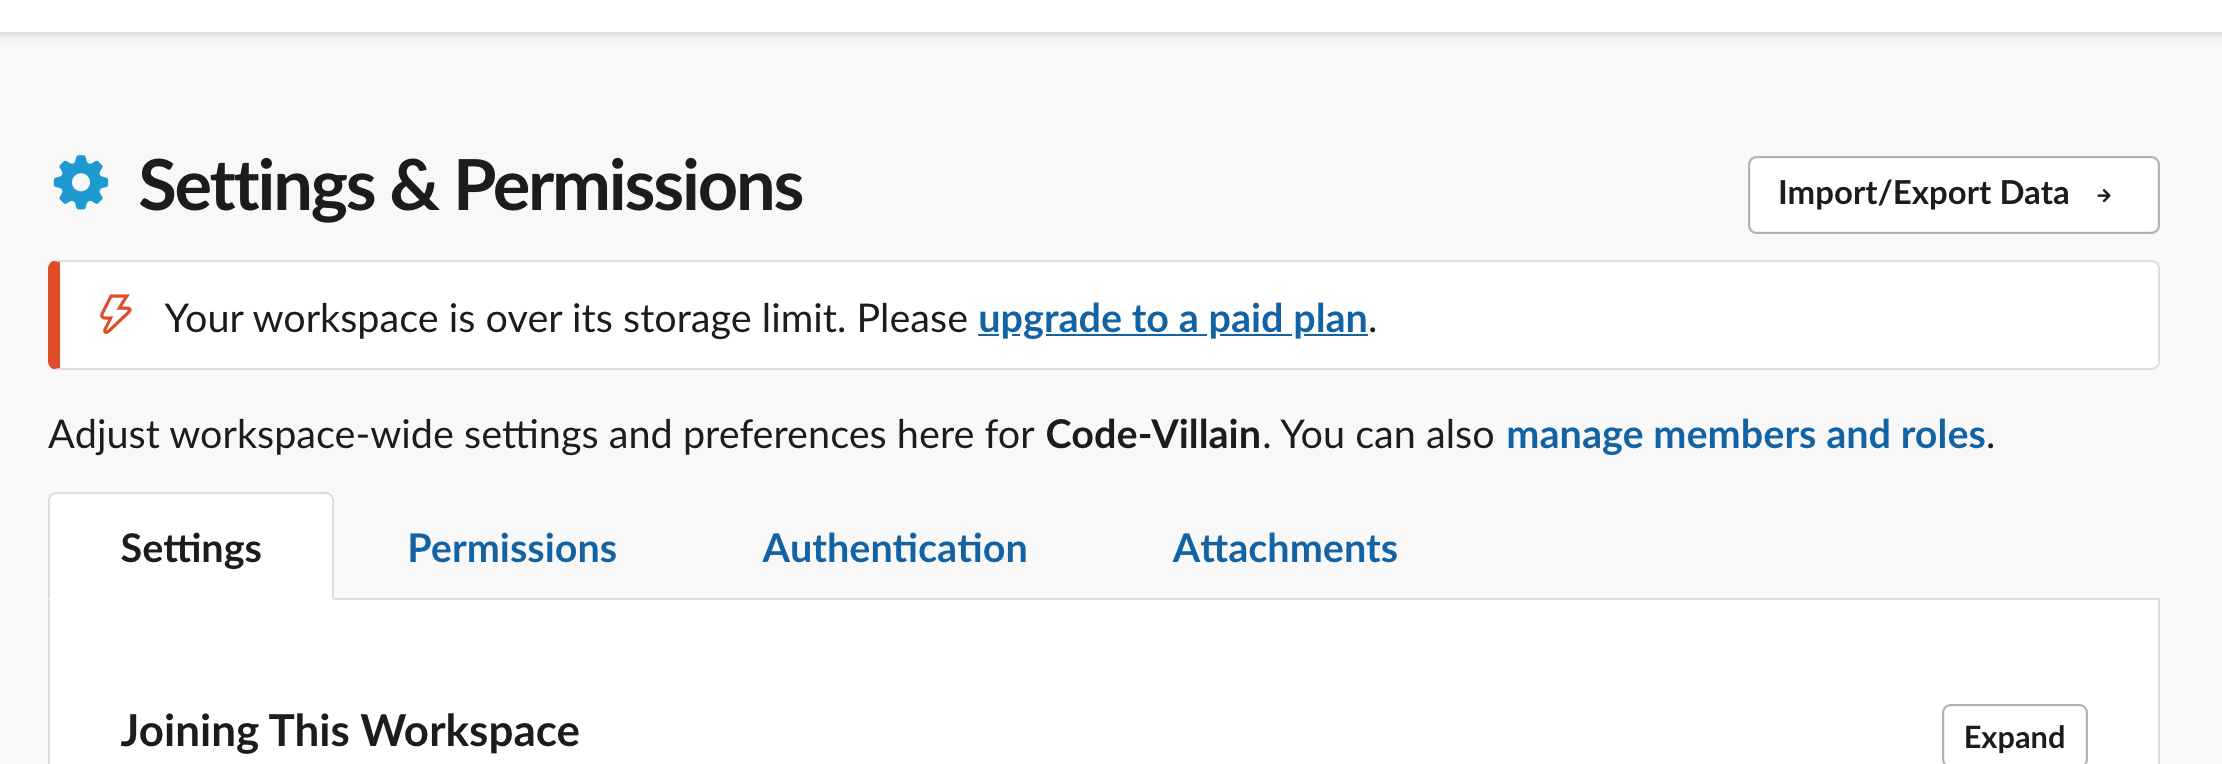 Settings & Permissions
Import/Export Data →
Your workspace is over its storage limit. Please upgrade to a paid plan.
Adjust workspace-wide settings and preferences here for Code-Villain. You can also manage members and roles.
Settings Permissions Authentication Attachments
Joining This Workspace
Expand